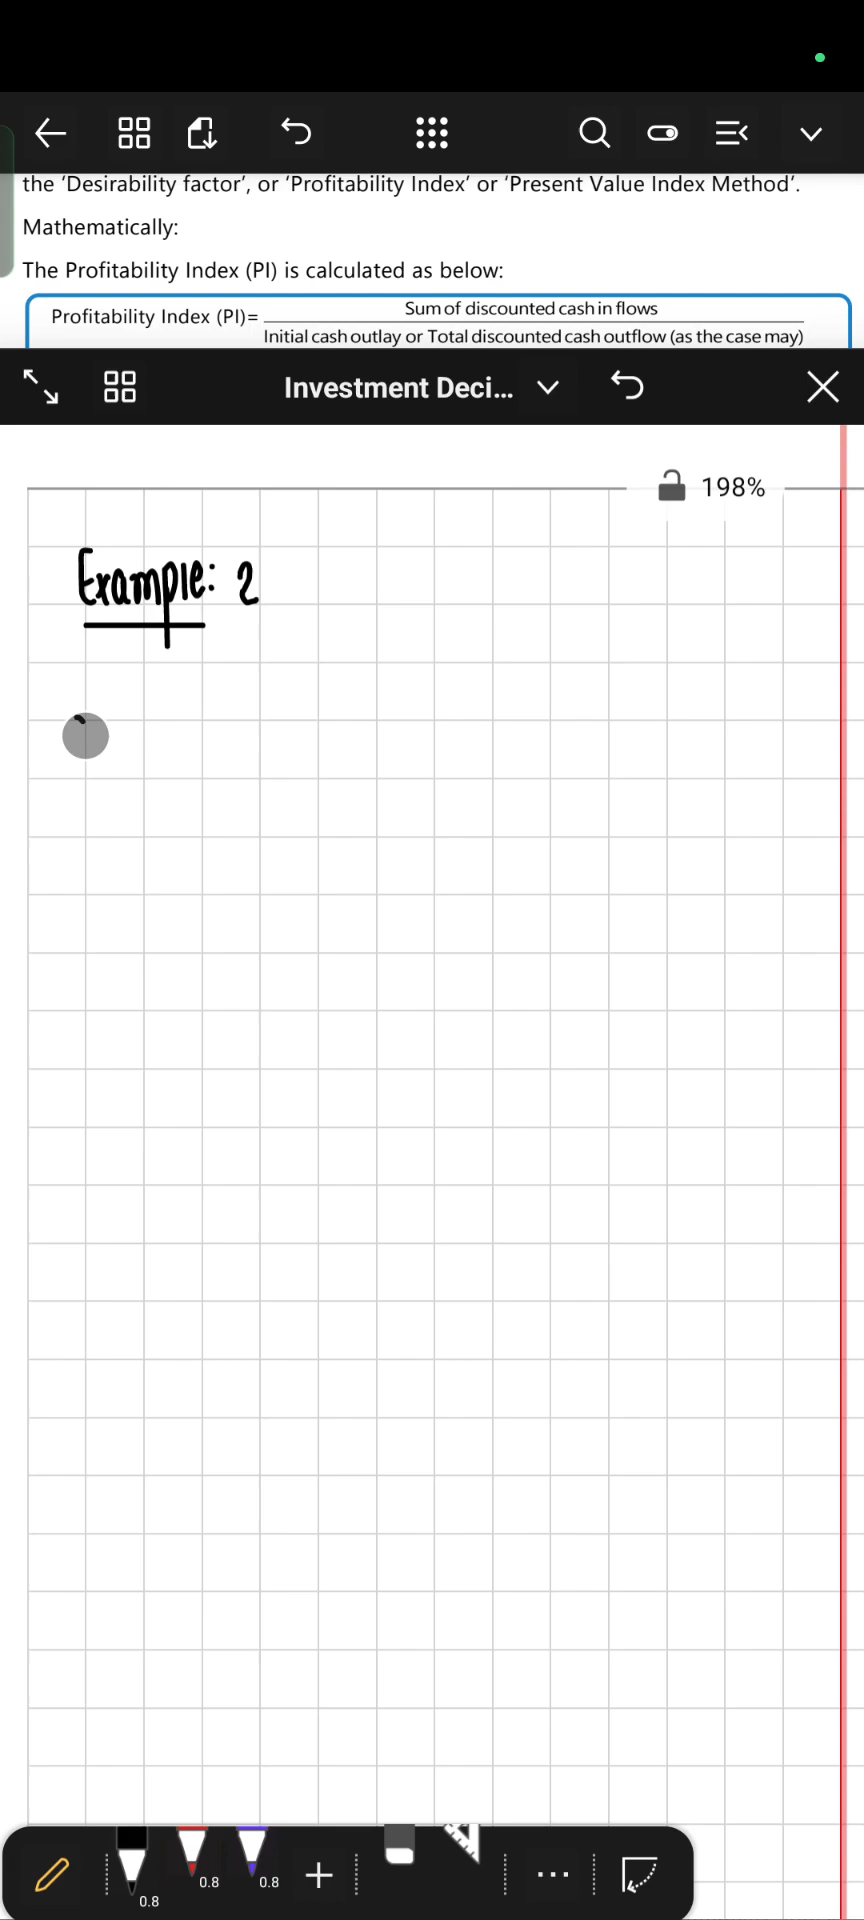 the ‘Desirability factor’, or ‘Profitability Index’ or ‘Present Value Index Method’.
Mathematically:
The Profitability Index (PI) is calculated as below:
Profitability Index (PI)= Sum of discounted cash in flows
Initial cash outlay or Total discounted cash outflow (as the case may)
Investment Deci...
198%
Example: 2
0.8
0.8
0.8